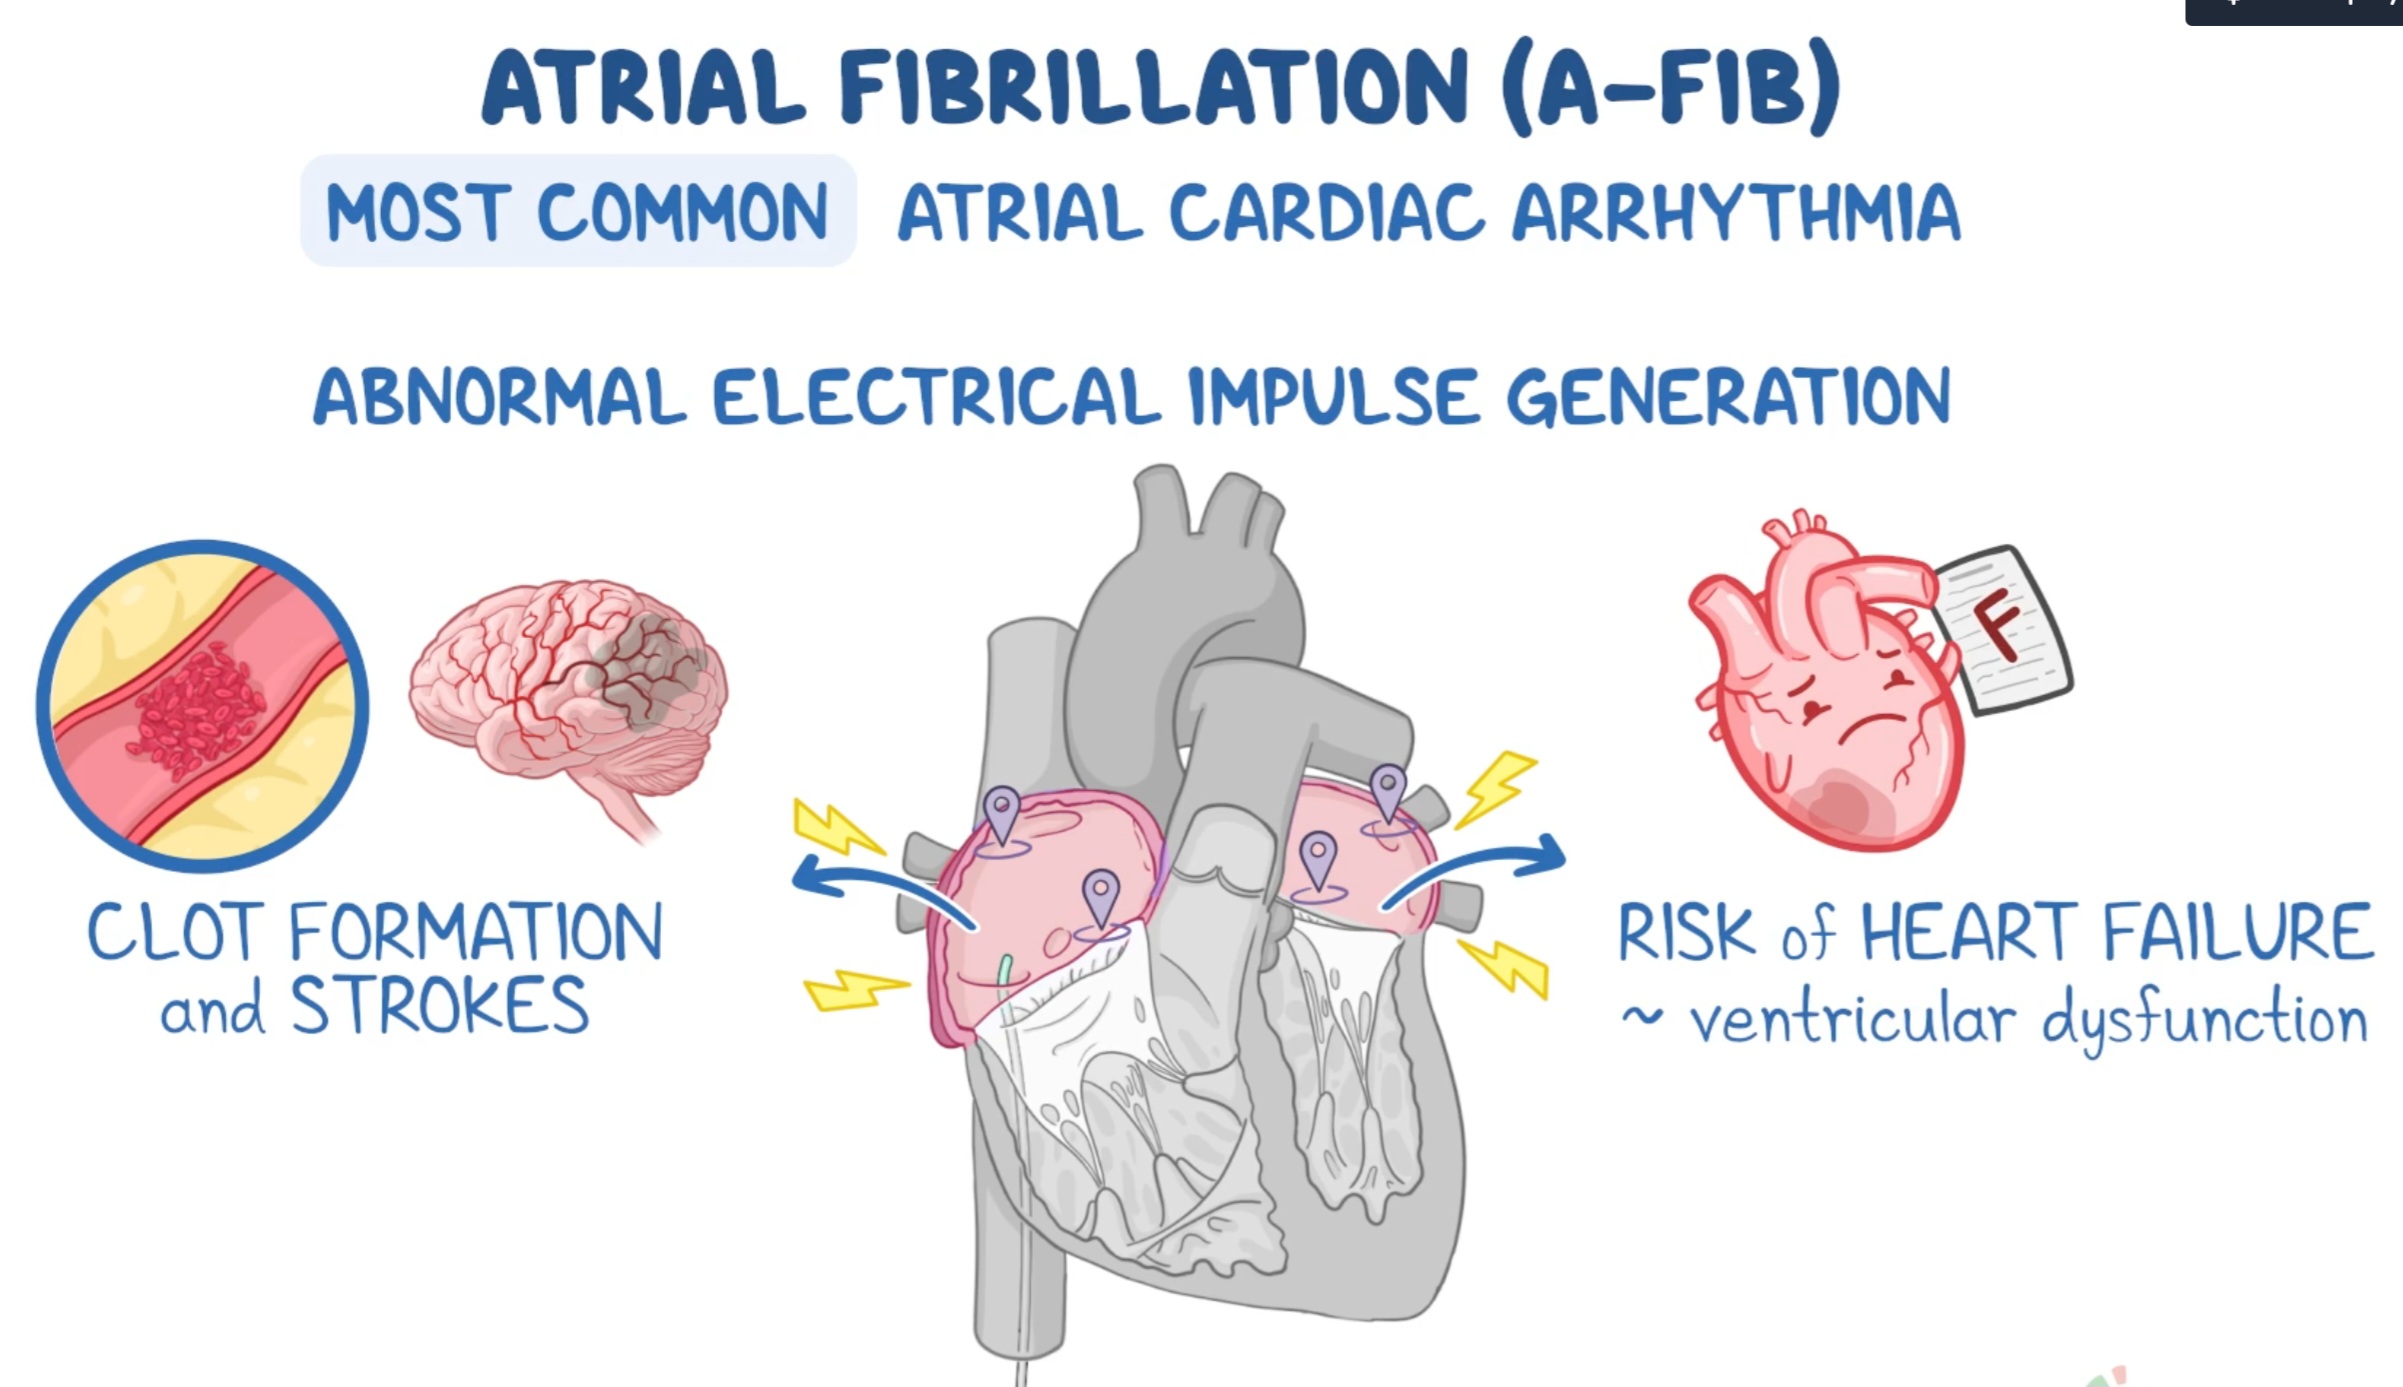 ATRIAL FIBRILLATION (A-FIB)
MOST COMMON ATRIAL CARDIAC ARRHYTHMIA
ABNORMAL ELECTRICAL IMPULSE GENERATION
F
CLOT FORMATION
and STROKES
RISK of HEART FAILURE
~ ventricular dysfunction